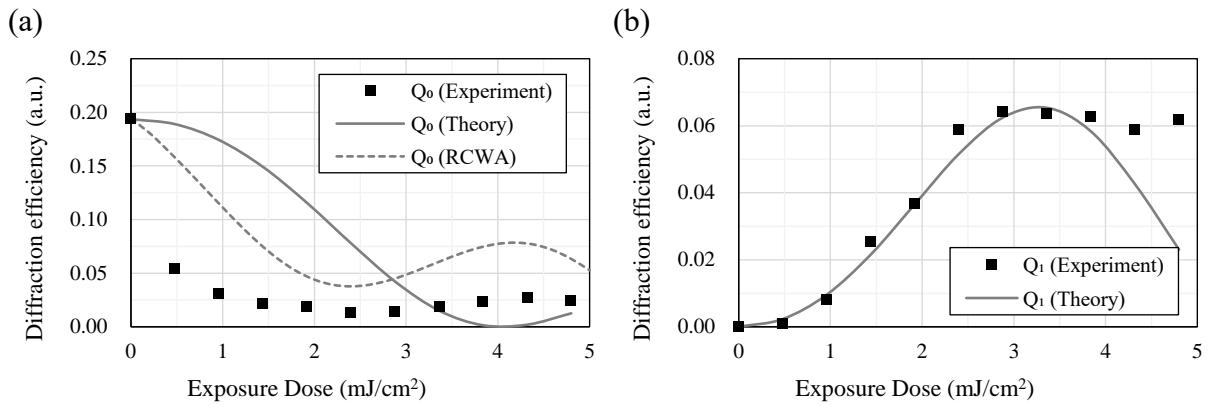 (a)
Diffraction efficiency (a.u.)
0.25
0.20
0.15
0.10
0.05
0.00
0 1 2 3 4 5
Exposure Dose (mJ/cm²)
Q₀ (Experiment)
Q₀ (Theory)
Q₀ (RCWA)
(b)
Diffraction efficiency (a.u.)
0.08
0.06
0.04
0.02
0.00
0 1 2 3 4 5
Exposure Dose (mJ/cm²)
Q₁ (Experiment)
Q₁ (Theory)